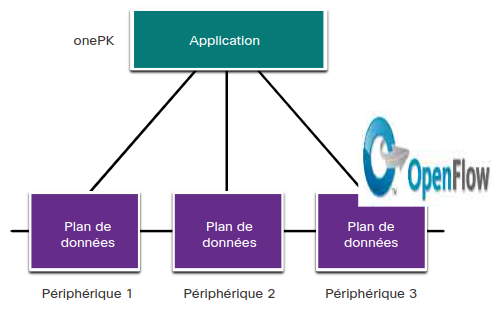 onePK
Application
OpenFlow
Plan de
données
Plan de
données
Plan de
données
Périphérique 1
Périphérique 2
Périphérique 3